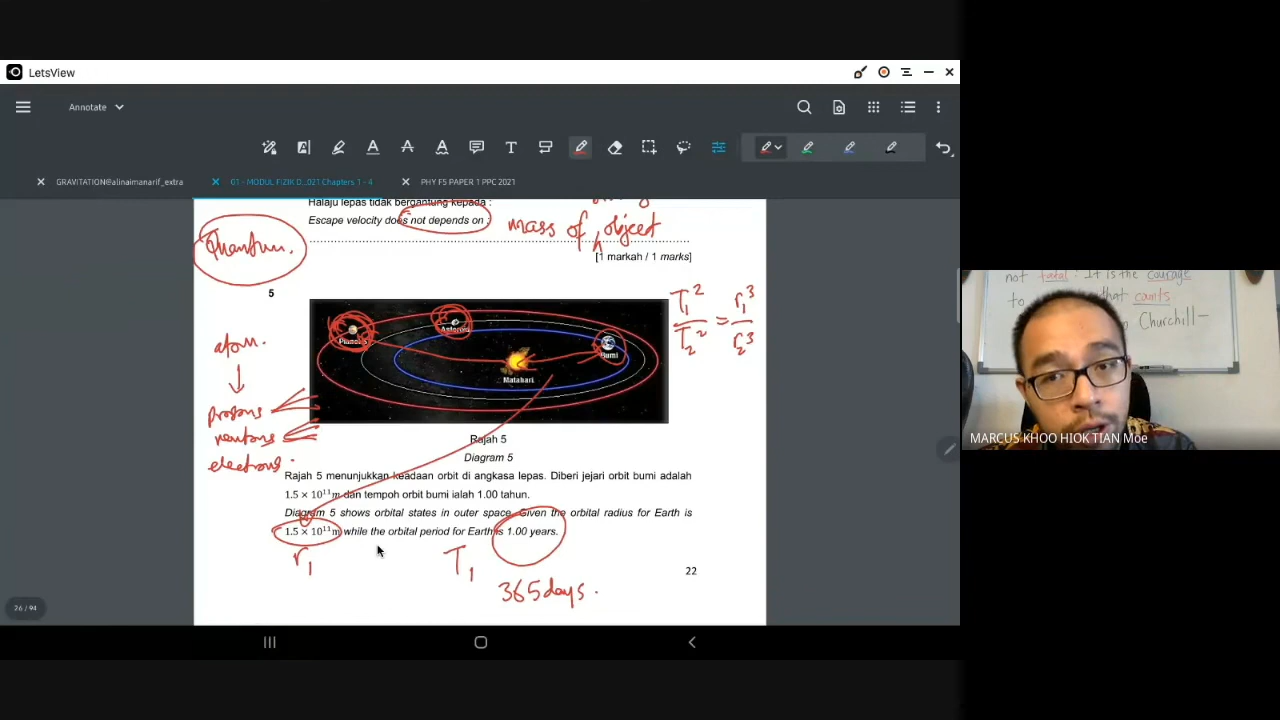 LetsView
Annotate
GRAVITATION@alinaimanarif_extra
01 - MODUL FIZIK D...021 Chapters 1 - 4
PHY F5 PAPER 1 PPC 2021
Halaju lepas tidak bergantung kepada :
Escape velocity does not depends on :
mass of object
[1 markah / 1 marks]
Quantum.
5
T₁² / T₂² = r₁³ / r₂³
Planet
Asteroid
Bumi
Matahari
atom.
protons
neutrons
electrons.
Rajah 5
Diagram 5
Rajah 5 menunjukkan keadaan orbit di angkasa lepas. Diberi jejari orbit bumi adalah
1.5 × 10¹¹m dan tempoh orbit bumi ialah 1.00 tahun.
Diagram 5 shows orbital states in outer space. Given the orbital radius for Earth is
1.5 × 10¹¹m while the orbital period for Earth is 1.00 years.
r₁
T₁
22
365days.
26 / 94
not fatal: It is the courage
to
that counts
Churchill-
MARCUS KHOO HIOK TIAN Moe